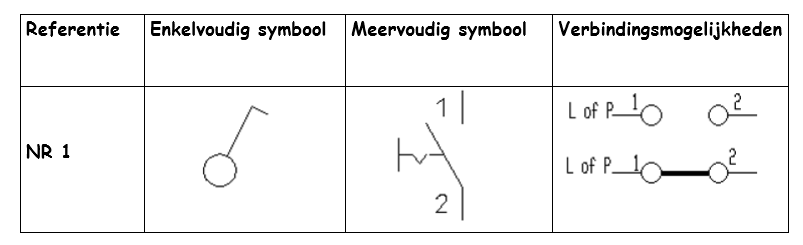 Referentie Enkelvoudig symbool Meervoudig symbool Verbindingsmogelijkheden
NR 1
1
2
L of P 1 2
L of P 1 2